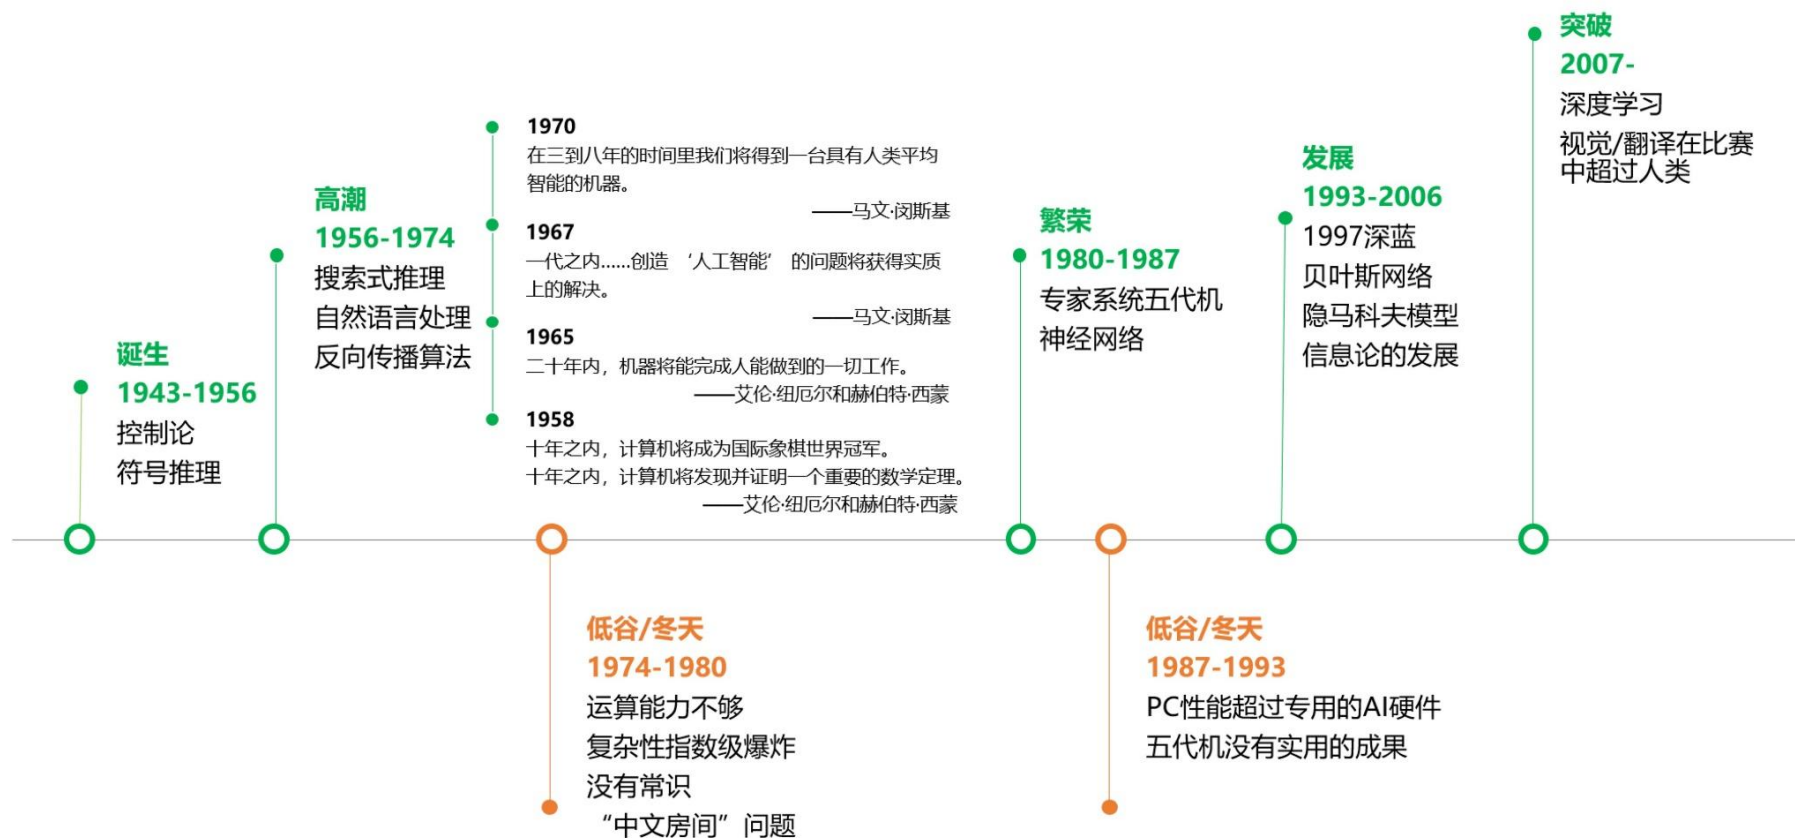 诞生
1943-1956
控制论
符号推理
高潮
1956-1974
搜索式推理
自然语言处理
反向传播算法
1970
在三到八年的时间里我们将得到一台具有人类平均
智能的机器。
——马文·闵斯基
1967
一代之内……创造 ‘人工智能’ 的问题将获得实质
上的解决。
——马文·闵斯基
1965
二十年内，机器将能完成人能做到的一切工作。
——艾伦·纽厄尔和赫伯特·西蒙
1958
十年之内，计算机将成为国际象棋世界冠军。
十年之内，计算机将发现并证明一个重要的数学定理。
——艾伦·纽厄尔和赫伯特·西蒙
低谷/冬天
1974-1980
运算能力不够
复杂性指数级爆炸
没有常识
“中文房间”问题
繁荣
1980-1987
专家系统五代机
神经网络
低谷/冬天
1987-1993
PC性能超过专用的AI硬件
五代机没有实用的成果
发展
1993-2006
1997深蓝
贝叶斯网络
隐马科夫模型
信息论的发展
突破
2007-
深度学习
视觉/翻译在比赛
中超过人类